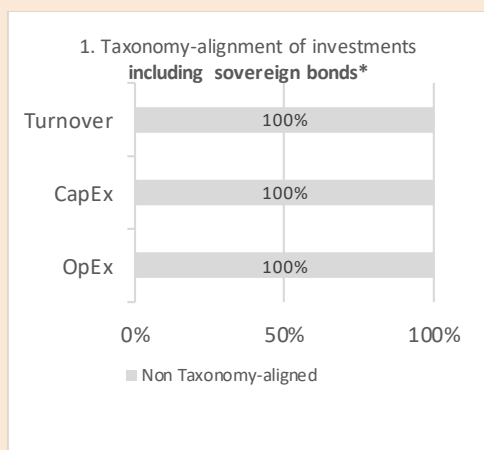 1. Taxonomy-alignment of investments
including sovereign bonds*
Turnover
100%
CapEx
100%
OpEx
100%
0%
50%
100%
Non Taxonomy-aligned